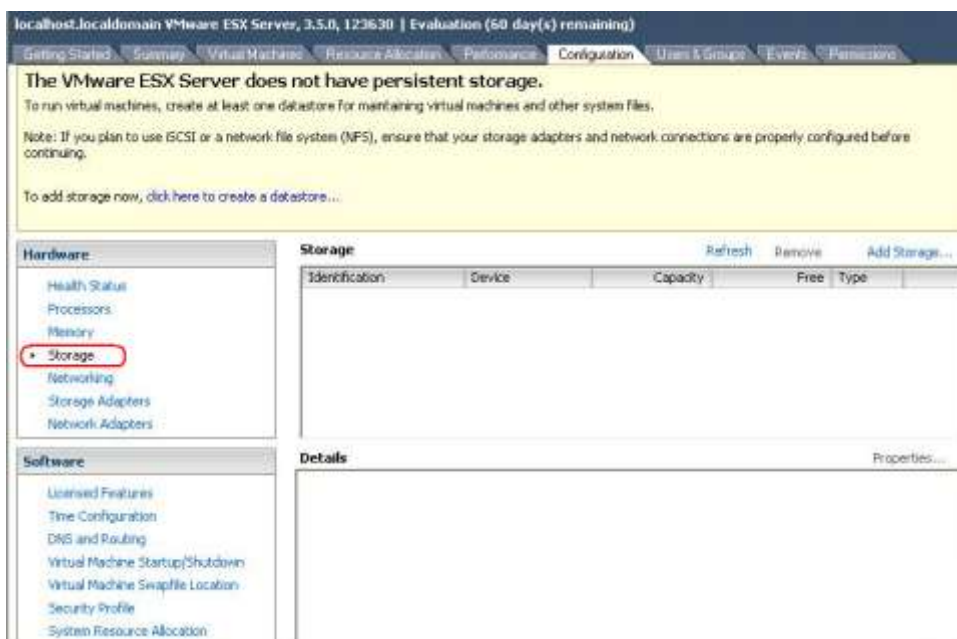 localhost.localdomain VMware ESX Server, 3.5.0, 123630 | Evaluation (60 day(s) remaining)
Getting Started Summary Virtual Machines Resource Allocation Performance Configuration Users & Groups Events Permissions
The VMware ESX Server does not have persistent storage.
To run virtual machines, create at least one datastore for maintaining virtual machines and other system files.
Note: If you plan to use iSCSI or a network file system (NFS), ensure that your storage adapters and network connections are properly configured before
continuing.
To add storage now, click here to create a datastore...
Hardware
Health Status
Processors
Memory
Storage
Networking
Storage Adapters
Network Adapters
Storage Refresh Remove Add Storage...
Identification Device Capacity Free Type
Software
Licensed Features
Time Configuration
DNS and Routing
Virtual Machine Startup/Shutdown
Virtual Machine Swapfile Location
Security Profile
System Resource Allocation
Details Properties...